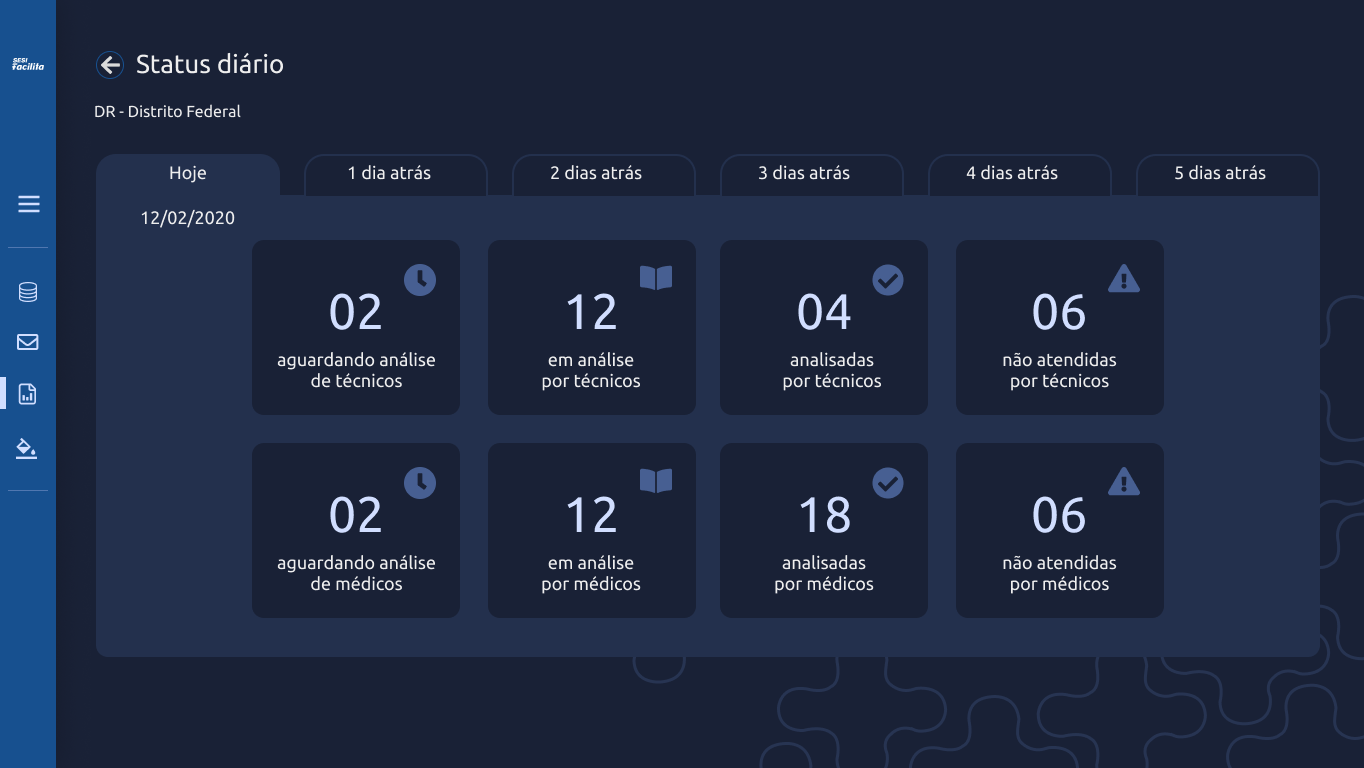 SESI
Facilita
Status diário
DR - Distrito Federal
Hoje
1 dia atrás
2 dias atrás
3 dias atrás
4 dias atrás
5 dias atrás
12/02/2020
02
aguardando análise
de técnicos
12
em análise
por técnicos
04
analisadas
por técnicos
06
não atendidas
por técnicos
02
aguardando análise
de médicos
12
em análise
por médicos
18
analisadas
por médicos
06
não atendidas
por médicos